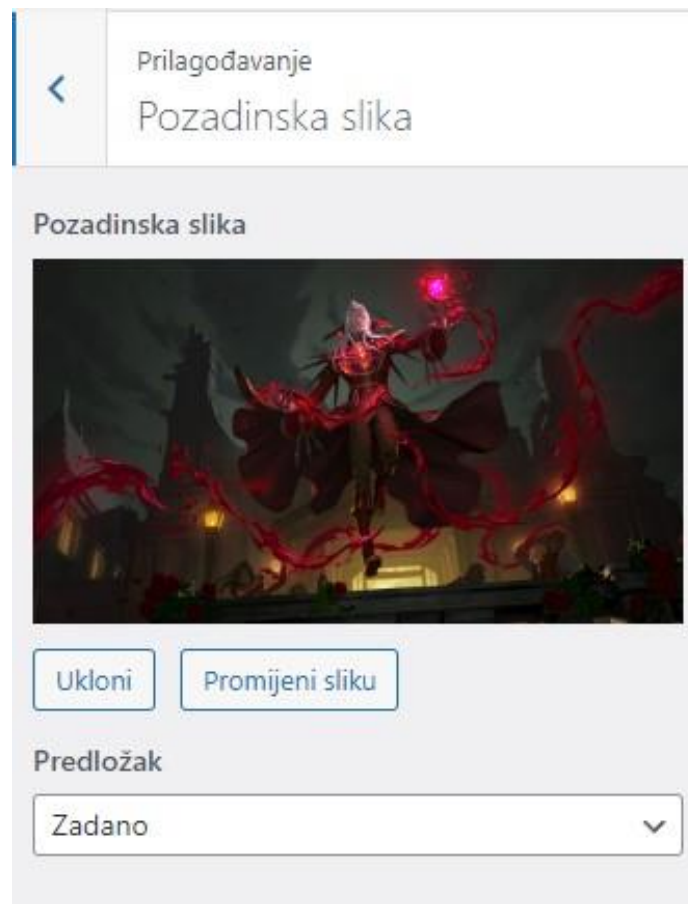 Prilagođavanje
Pozadinska slika
Pozadinska slika
Ukloni
Promijeni sliku
Predložak
Zadano